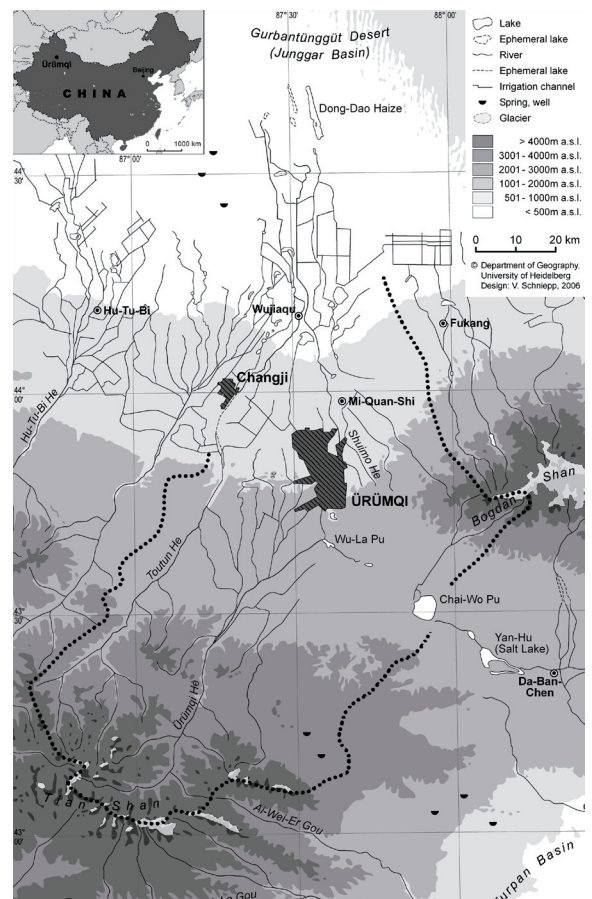 Ürümqi
Beijing
CHINA
0 1000 km
87° 30'
88° 00'
87° 00'
44° 30'
44° 00'
43° 30'
43° 00'
Gurbantünggüt Desert
(Junggar Basin)
Dong-Dao Haize
Lake
Ephemeral lake
River
Ephemeral lake
Irrigation channel
Spring, well
Glacier
> 4000m a.s.l.
3001 - 4000m a.s.l.
2001 - 3000m a.s.l.
1001 - 2000m a.s.l.
501 - 1000m a.s.l.
< 500m a.s.l.
0 10 20 km
© Department of Geography,
University of Heidelberg
Design: V. Schniepp, 2006
Hu-Tu-Bi
Wujiaqu
Fukang
Changji
Mi-Quan-Shi
Hu-Tu-Bi He
Shuimo He
ÜRÜMQI
Bogdan Shan
Wu-La Pu
Toutun He
Chai-Wo Pu
Yan-Hu
(Salt Lake)
Da-Ban-
Chen
Ürümqi He
Tian Shan
Ai-Wei-Er Gou
Turpan Basin
Gou